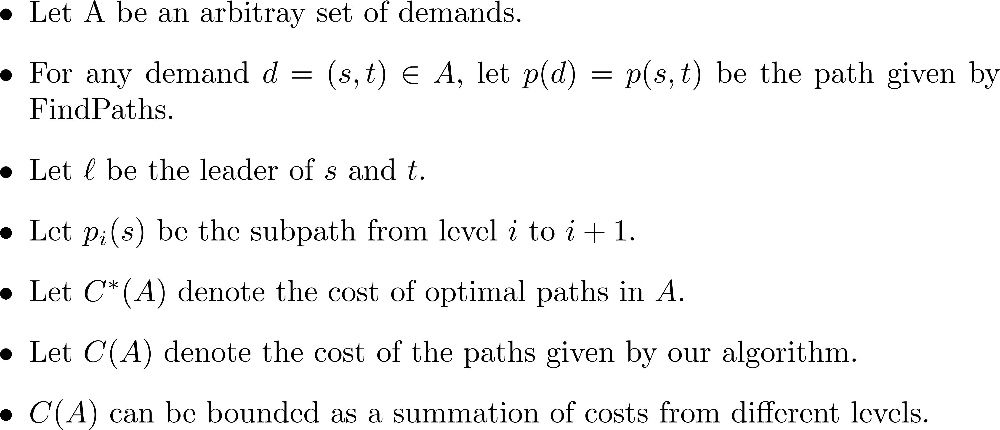 • Let A be an arbitray set of demands.
• For any demand d = (s, t) ∈ A, let p(d) = p(s, t) be the path given by
FindPaths.
• Let ℓ be the leader of s and t.
• Let pᵢ(s) be the subpath from level i to i + 1.
• Let C*(A) denote the cost of optimal paths in A.
• Let C(A) denote the cost of the paths given by our algorithm.
• C(A) can be bounded as a summation of costs from different levels.